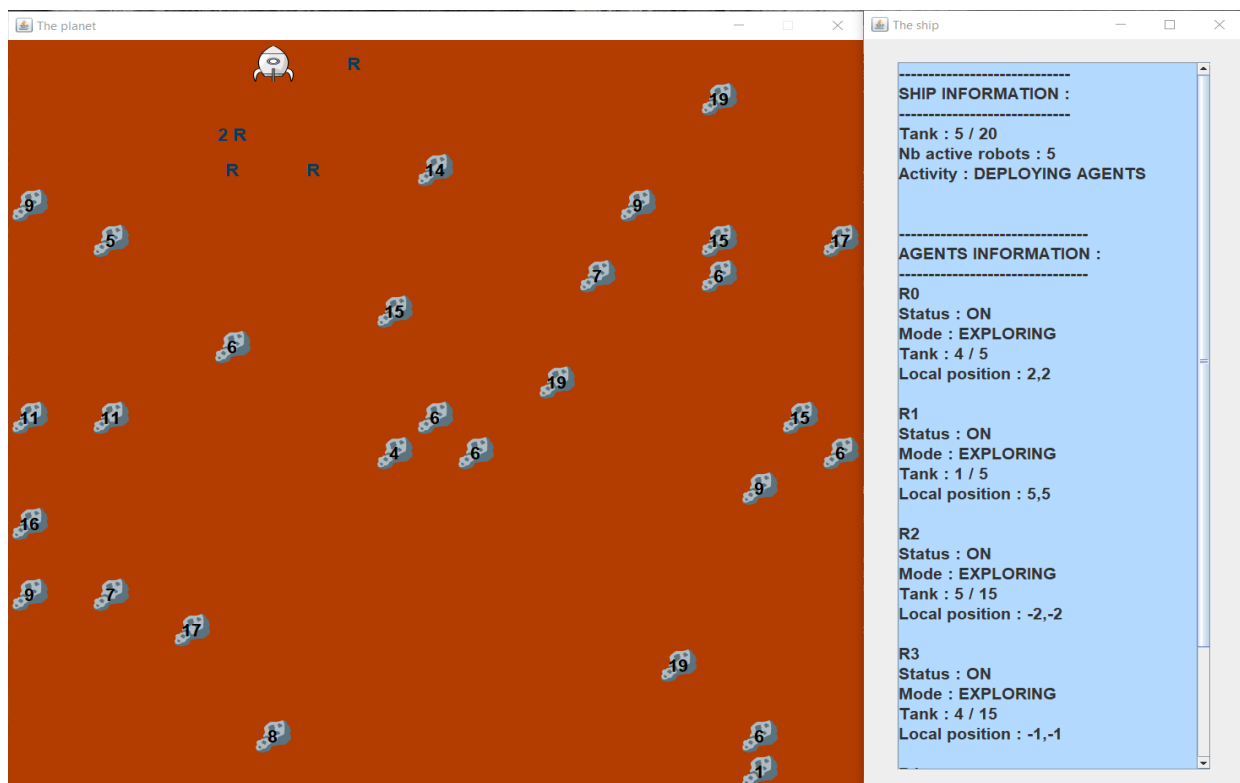 The planet
R
19
2 R
R R 14
9 9
5 15 17
7 6
15
6
19
11 11 6 15
4 6 6
9
16
9 7
17
19
8 6
1
The ship
-----------------------------
SHIP INFORMATION :
-----------------------------
Tank : 5 / 20
Nb active robots : 5
Activity : DEPLOYING AGENTS
--------------------------------
AGENTS INFORMATION :
--------------------------------
R0
Status : ON
Mode : EXPLORING
Tank : 4 / 5
Local position : 2,2
R1
Status : ON
Mode : EXPLORING
Tank : 1 / 5
Local position : 5,5
R2
Status : ON
Mode : EXPLORING
Tank : 5 / 15
Local position : -2,-2
R3
Status : ON
Mode : EXPLORING
Tank : 4 / 15
Local position : -1,-1